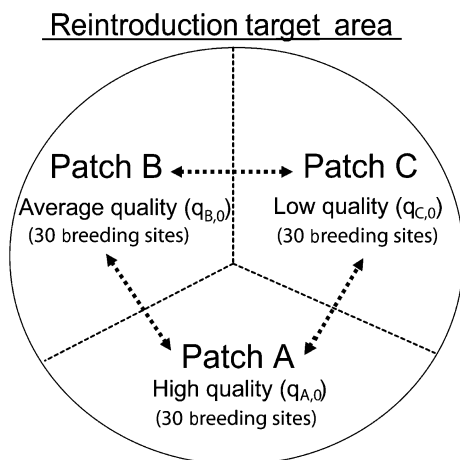 Reintroduction target area
Patch B
Average quality (qB,0)
(30 breeding sites)
Patch C
Low quality (qC,0)
(30 breeding sites)
Patch A
High quality (qA,0)
(30 breeding sites)